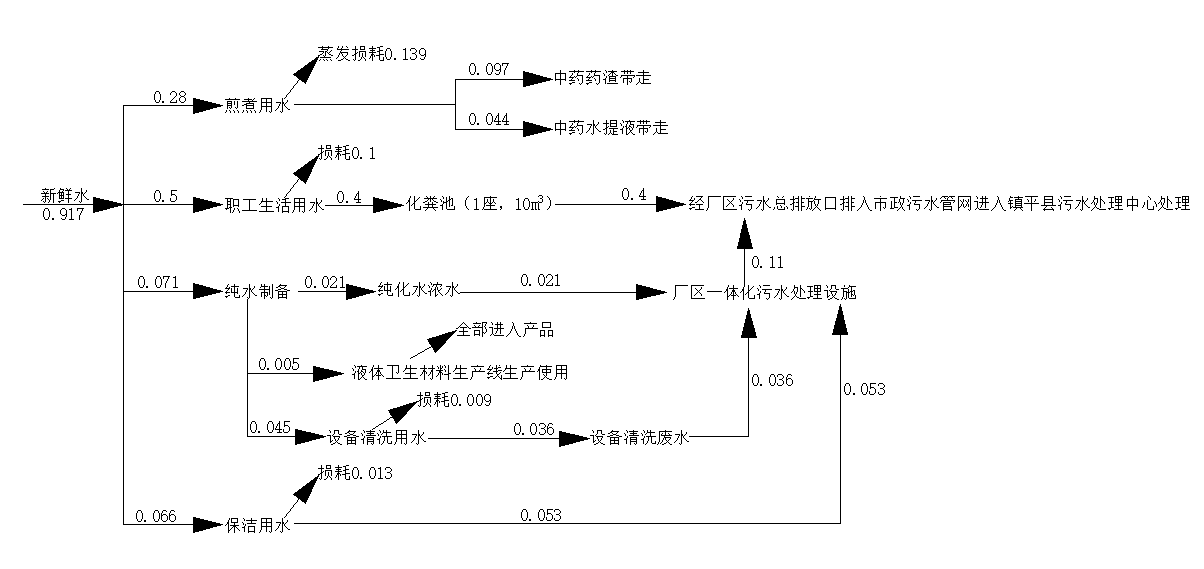 蒸发损耗0.139
0.097
中药药渣带走
0.28
煎煮用水
0.044
中药水提液带走
损耗0.1
新鲜水
0.917
0.5
职工生活用水
0.4
化粪池（1座，10m³）
0.4
经厂区污水总排放口排入市政污水管网进入镇平县污水处理中心处理
0.11
0.071
纯水制备
0.021
纯化水浓水
0.021
厂区一体化污水处理设施
全部进入产品
0.005
液体卫生材料生产线生产使用
0.036
0.053
损耗0.009
0.045
设备清洗用水
0.036
设备清洗废水
损耗0.013
0.066
保洁用水
0.053